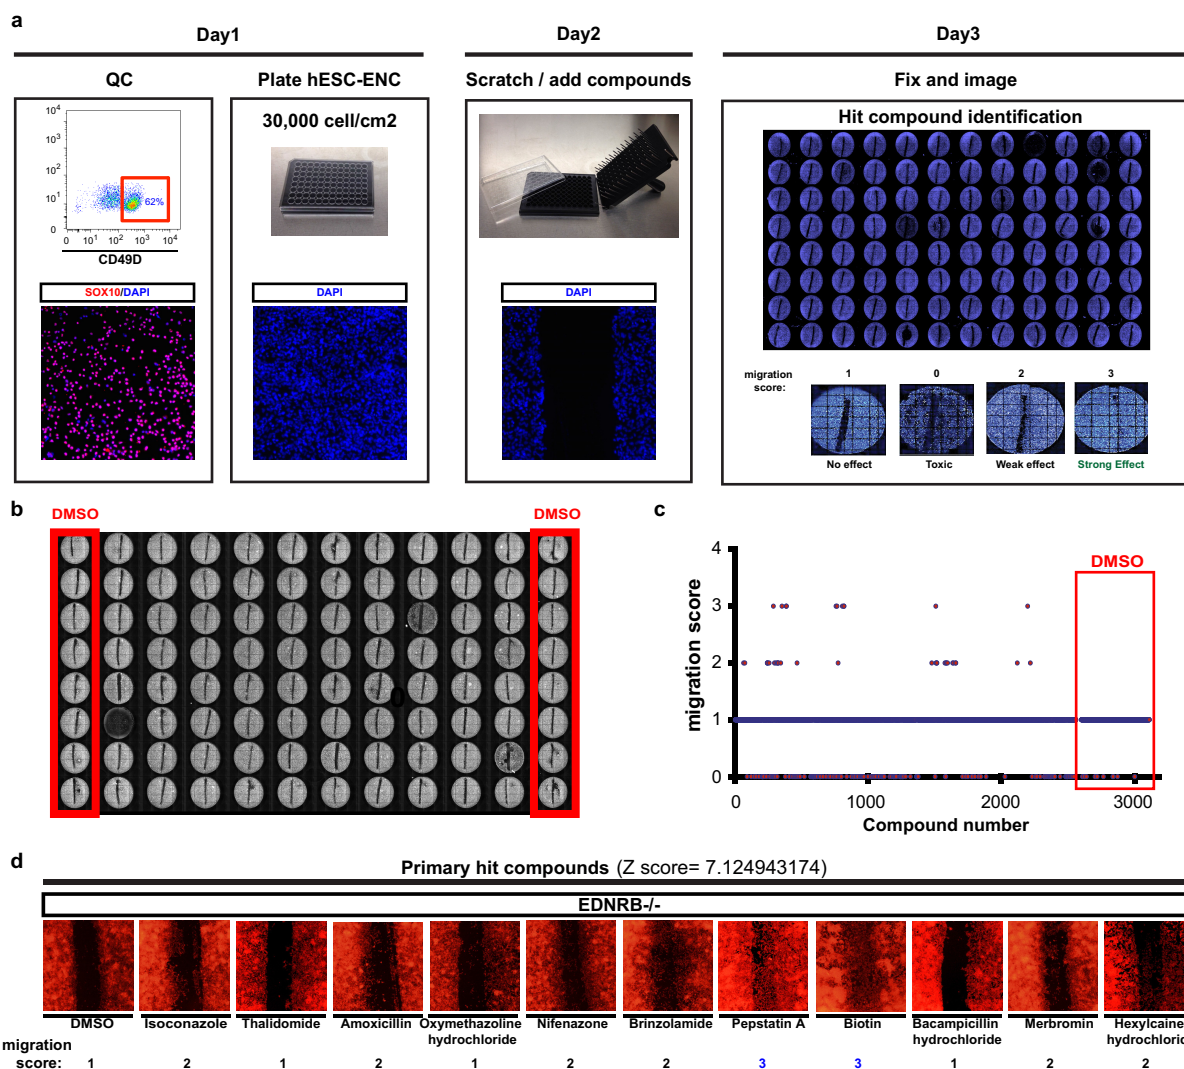 a
Day1
Day2
Day3
QC
Plate hESC-ENC
Scratch / add compounds
Fix and image
10^4
10^3
10^2
10^1
0
62%
0 10^1 10^2 10^3 10^4
CD49D
30,000 cell/cm2
Hit compound identification
SOX10/DAPI
DAPI
DAPI
migration score:
1 0 2 3
No effect
Toxic
Weak effect
Strong Effect
b
DMSO
DMSO
0
c
DMSO
migration score
4
3
2
1
0
0 1000 2000 3000
Compound number
d
Primary hit compounds (Z score= 7.124943174)
EDNRB-/-
DMSO
Isoconazole
Thalidomide
Amoxicillin
Oxymethazoline
hydrochloride
Nifenazone
Brinzolamide
Pepstatin A
Biotin
Bacampicillin
hydrochloride
Merbromin
Hexylcaine
hydrochlorid
migration
score: 1 2 1 2 1 2 2 3 3 1 2 2